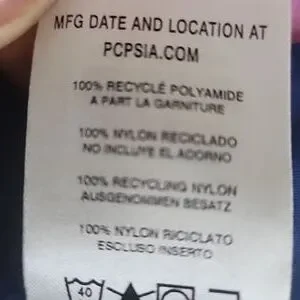 MFG DATE AND LOCATION AT
PCPSIA.COM
100% RECYCLÉ POLYAMIDE
A PART LA GARNITURE
100% NYLON RECICLADO
NO INCLUYE EL ADORNO
100% RECYCLING NYLON
AUSGENOMMEN BESATZ
100% NYLON RICICLATO
ESCLUSO INSERTO
40